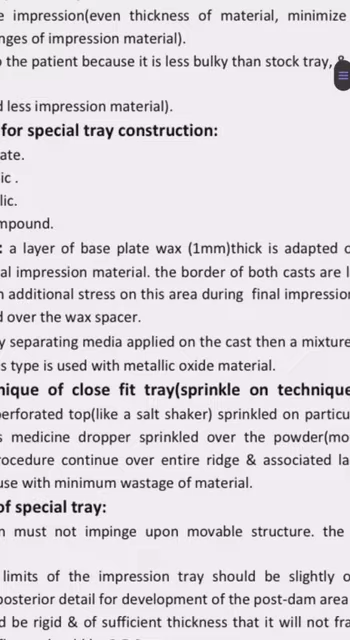 e impression(even thickness of material, minimize
nges of impression material).
o the patient because it is less bulky than stock tray, &
d less impression material).
for special tray construction:
ate.
ic .
lic.
mpound.
: a layer of base plate wax (1mm)thick is adapted o
al impression material. the border of both casts are l
n additional stress on this area during final impression
d over the wax spacer.
y separating media applied on the cast then a mixture
s type is used with metallic oxide material.
nique of close fit tray(sprinkle on technique
perforated top(like a salt shaker) sprinkled on particu
s medicine dropper sprinkled over the powder(mo
rocedure continue over entire ridge & associated la
use with minimum wastage of material.
of special tray:
n must not impinge upon movable structure. the
limits of the impression tray should be slightly o
posterior detail for development of the post-dam area
d be rigid & of sufficient thickness that it will not fra